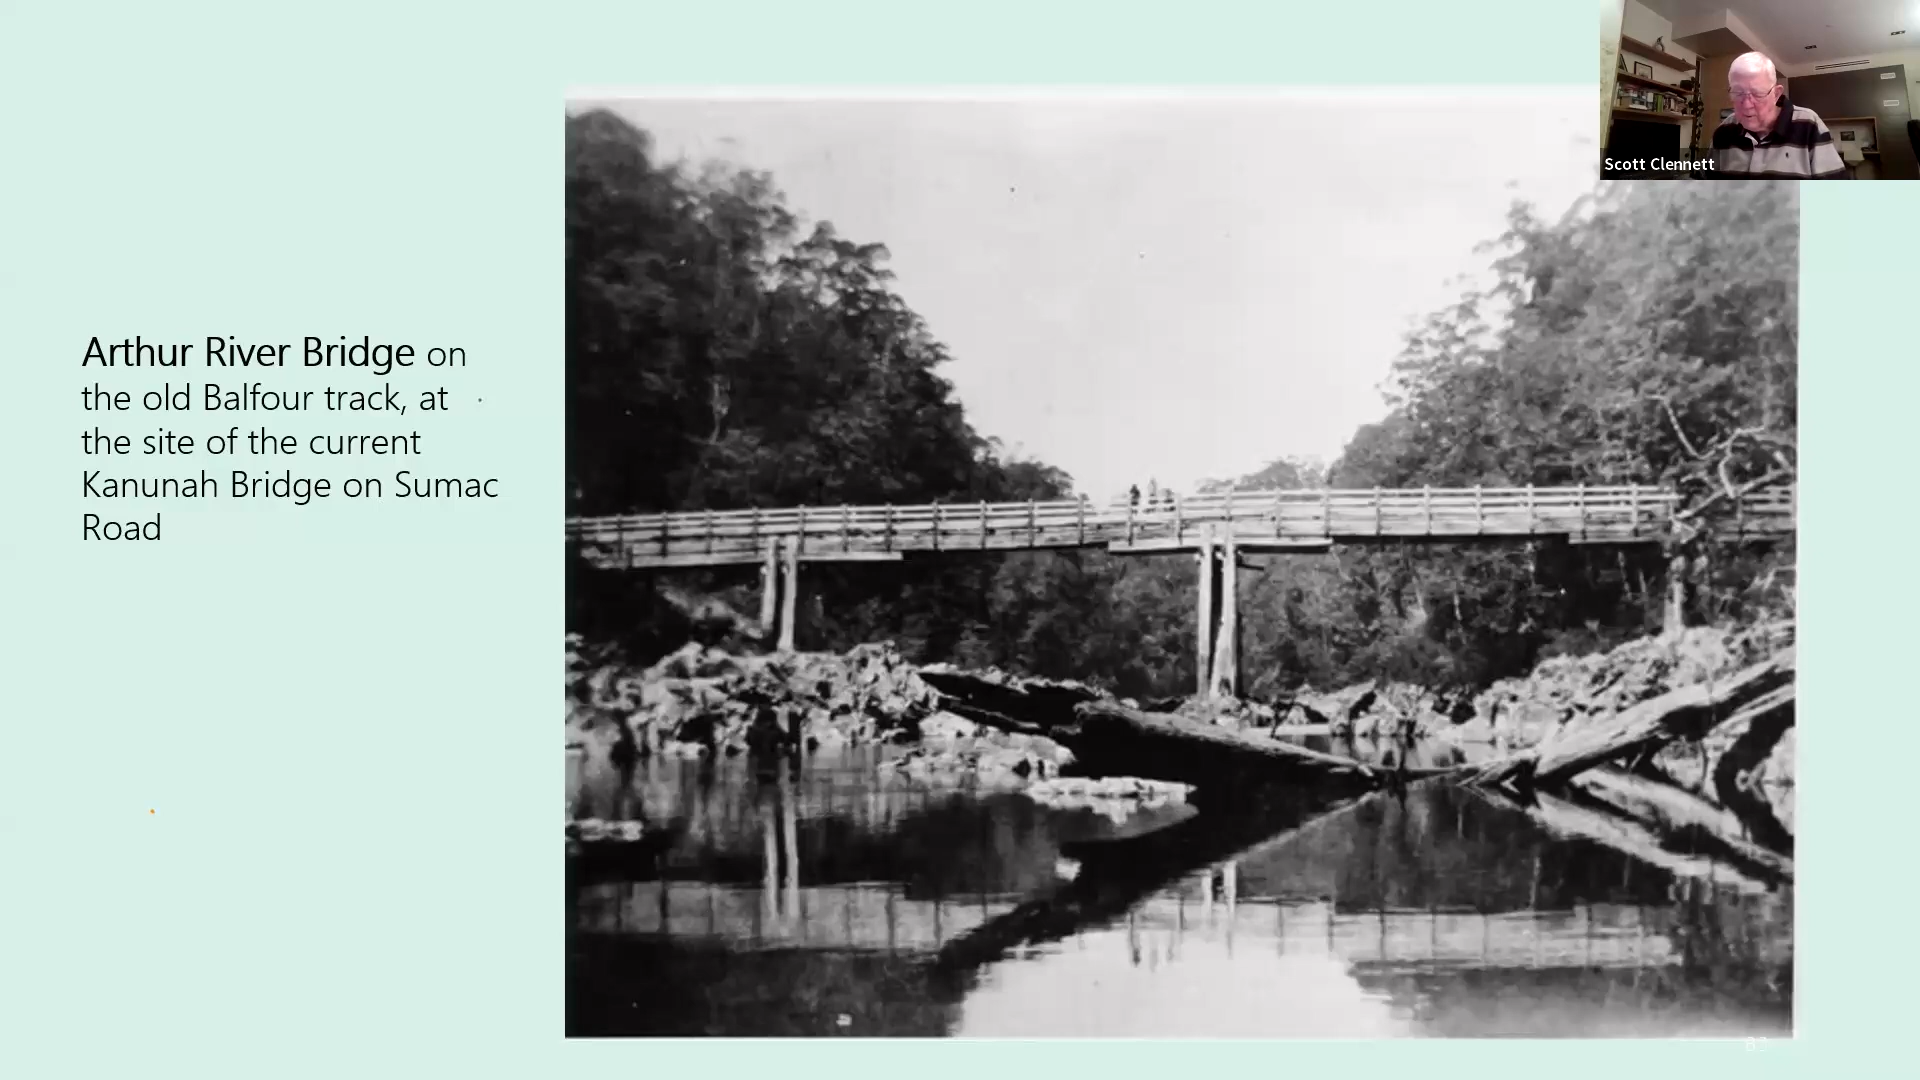 Scott Clennett
Arthur River Bridge on
the old Balfour track, at
the site of the current
Kanunah Bridge on Sumac
Road